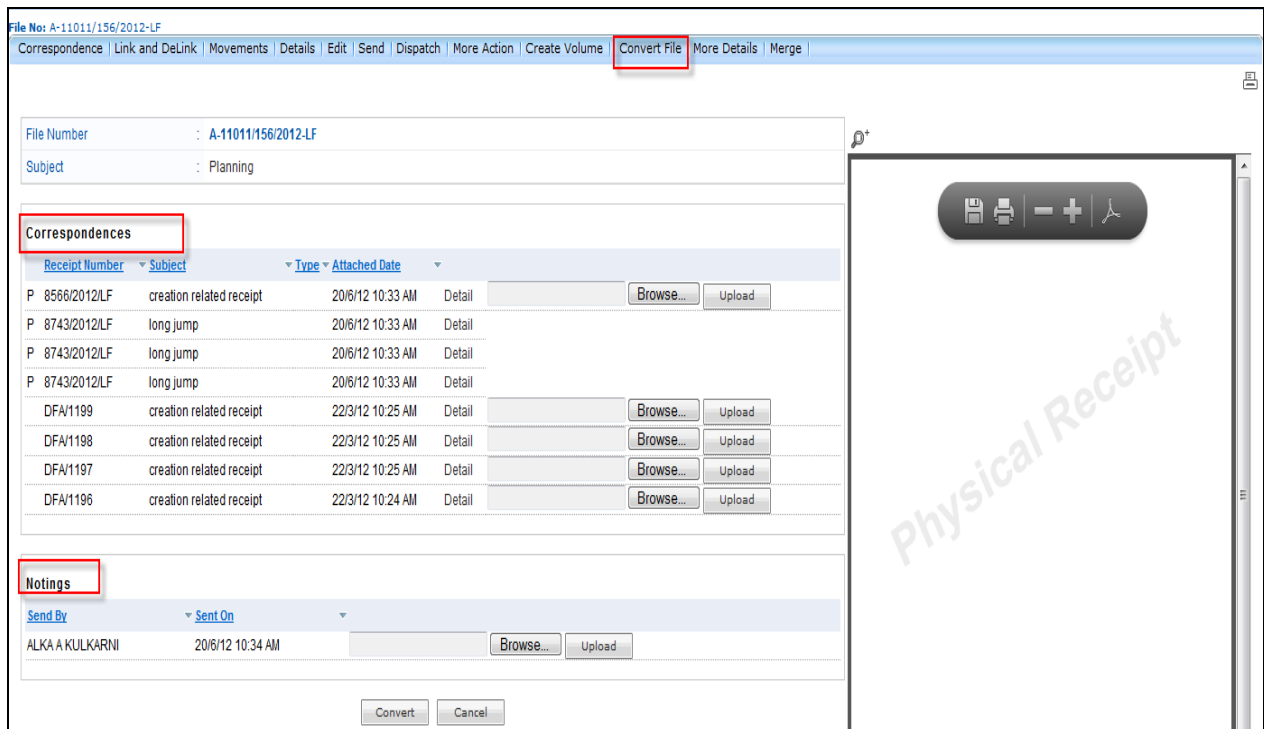 File No: A-11011/156/2012-LF
Correspondence | Link and DeLink | Movements | Details | Edit | Send | Dispatch | More Action | Create Volume | Convert File | More Details | Merge |
File Number : A-11011/156/2012-LF
Subject : Planning
Correspondences
Receipt Number Subject Type Attached Date
P 8566/2012/LF creation related receipt 20/6/12 10:33 AM Detail Browse... Upload
P 8743/2012/LF long jump 20/6/12 10:33 AM Detail
P 8743/2012/LF long jump 20/6/12 10:33 AM Detail
P 8743/2012/LF long jump 20/6/12 10:33 AM Detail
DFA/1199 creation related receipt 22/3/12 10:25 AM Detail Browse... Upload
DFA/1198 creation related receipt 22/3/12 10:25 AM Detail Browse... Upload
DFA/1197 creation related receipt 22/3/12 10:25 AM Detail Browse... Upload
DFA/1196 creation related receipt 22/3/12 10:24 AM Detail Browse... Upload
Notings
Send By Sent On
ALKA A KULKARNI 20/6/12 10:34 AM Browse... Upload
Convert Cancel
Physical Receipt